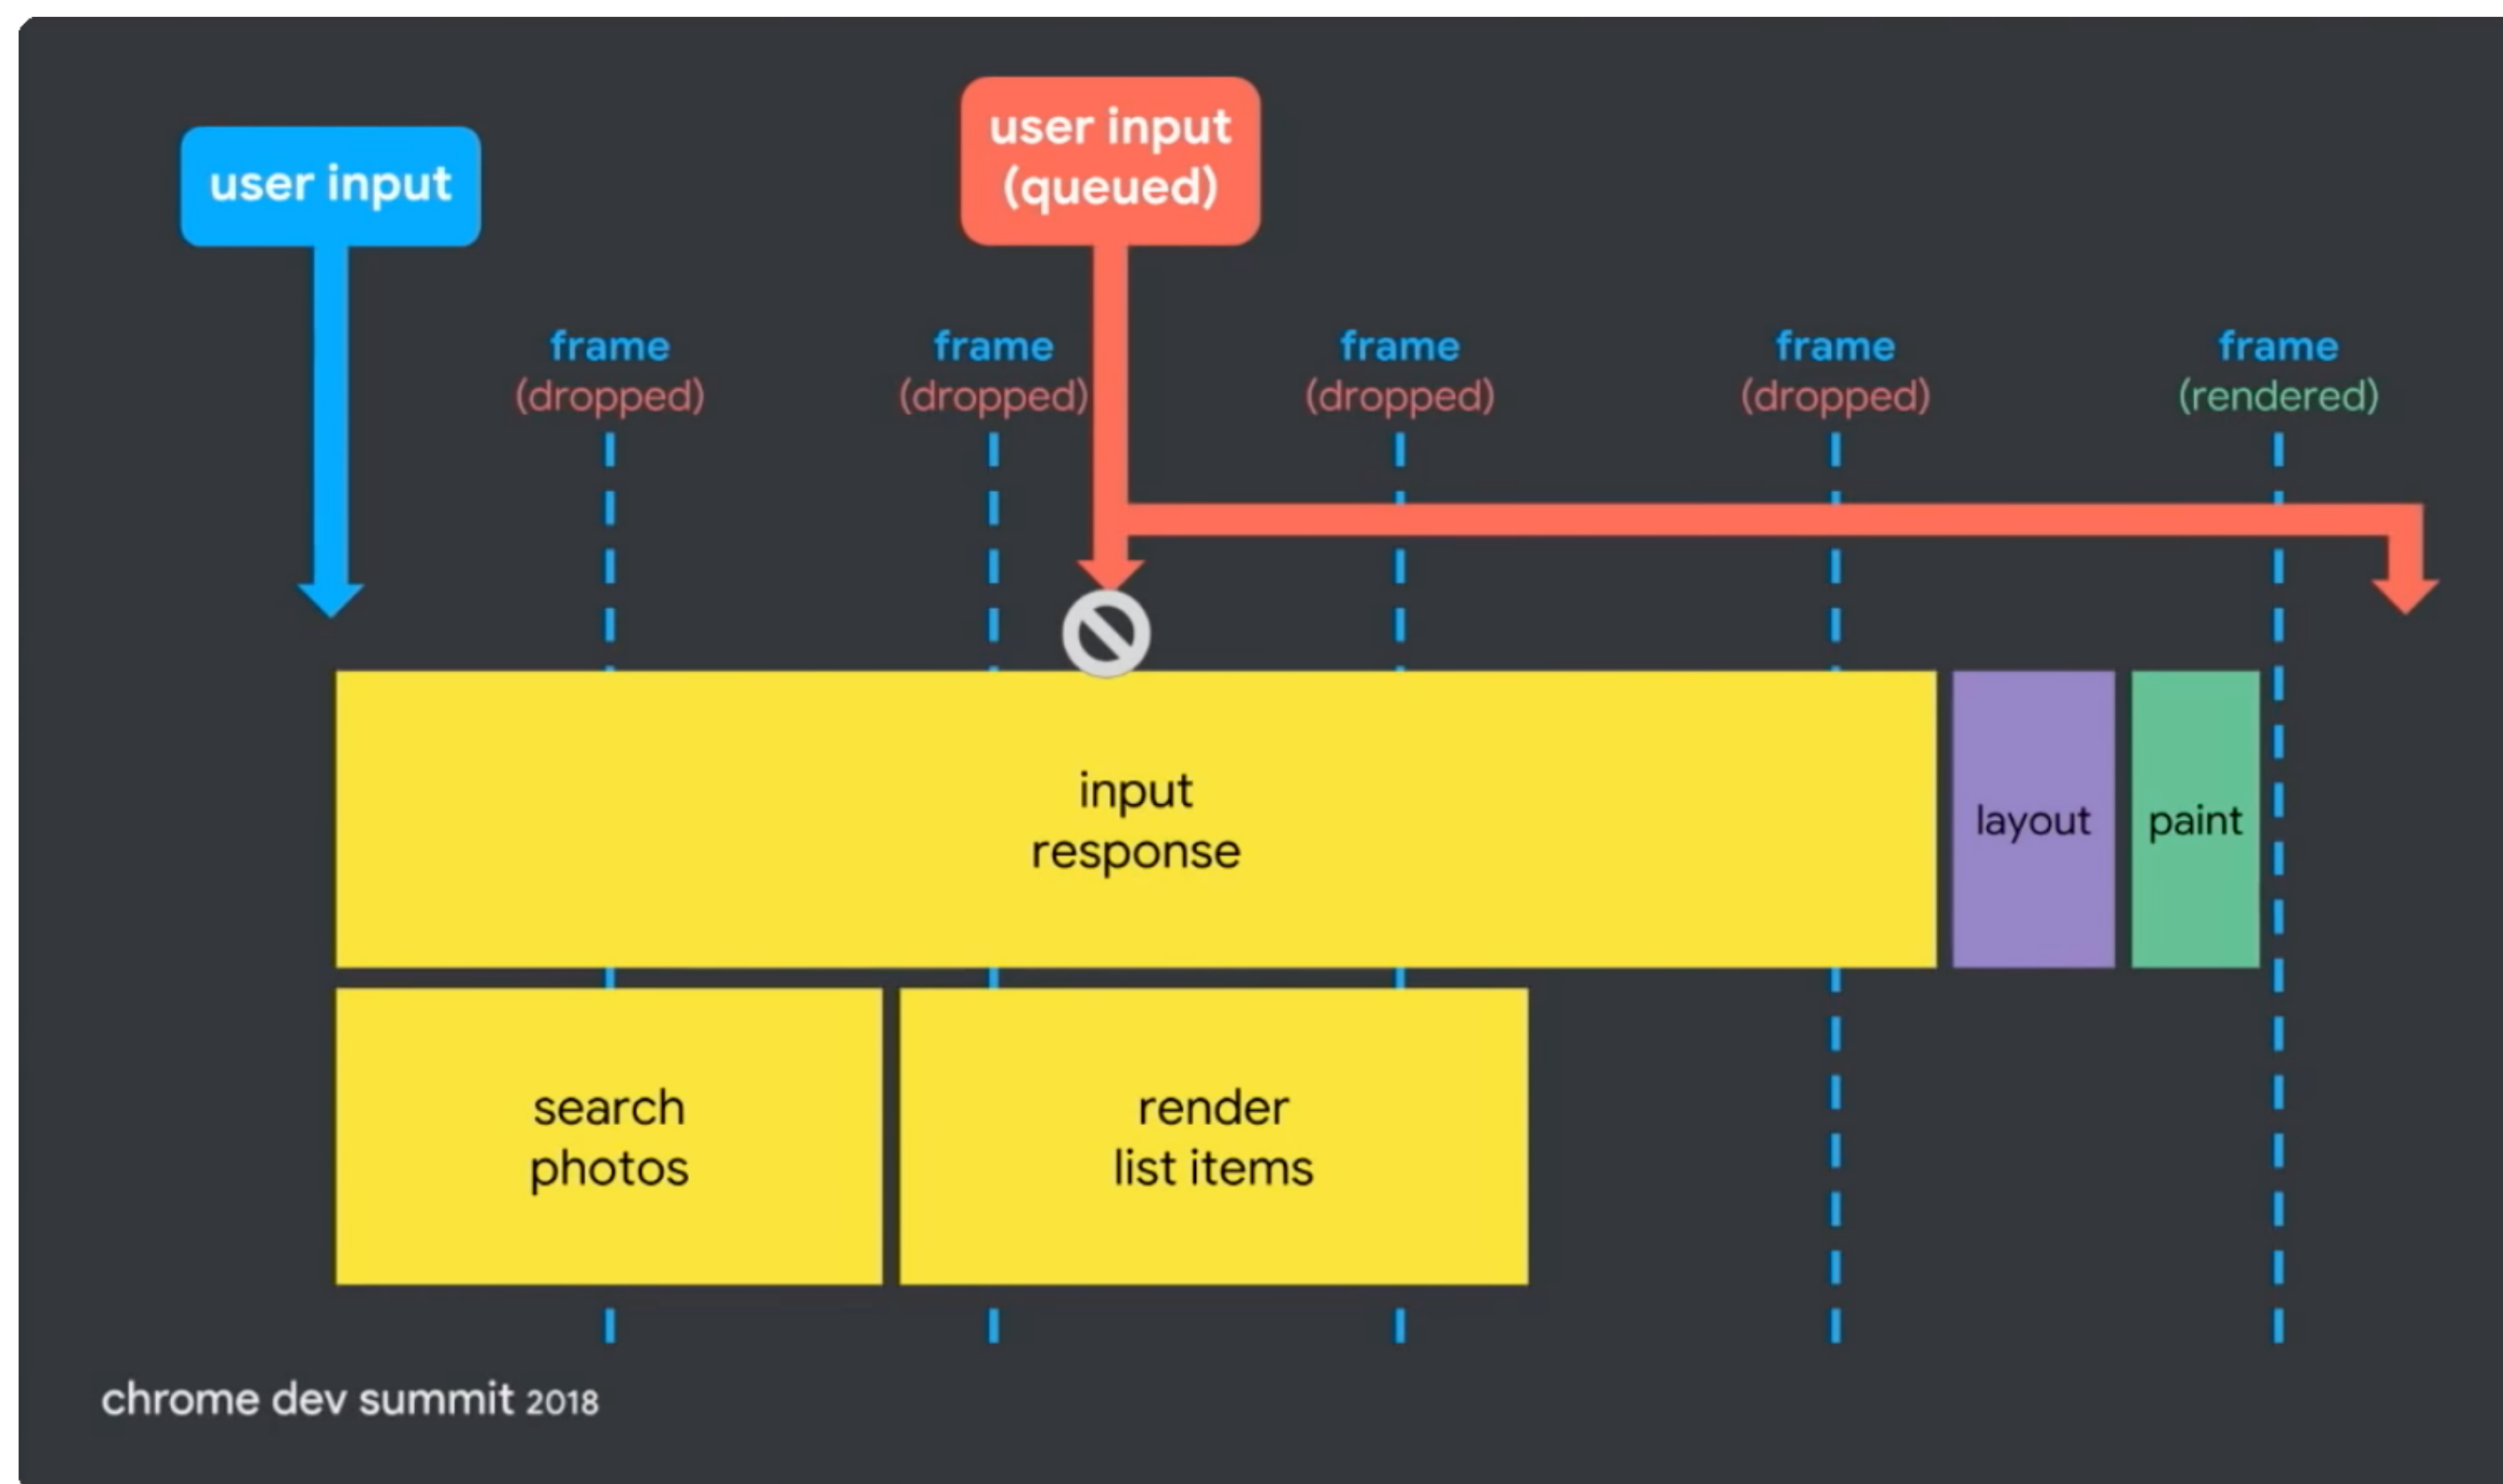 user input
user input
(queued)
frame
(dropped)
frame
(dropped)
frame
(dropped)
frame
(dropped)
frame
(rendered)
input
response
layout
paint
search
photos
render
list items
chrome dev summit 2018